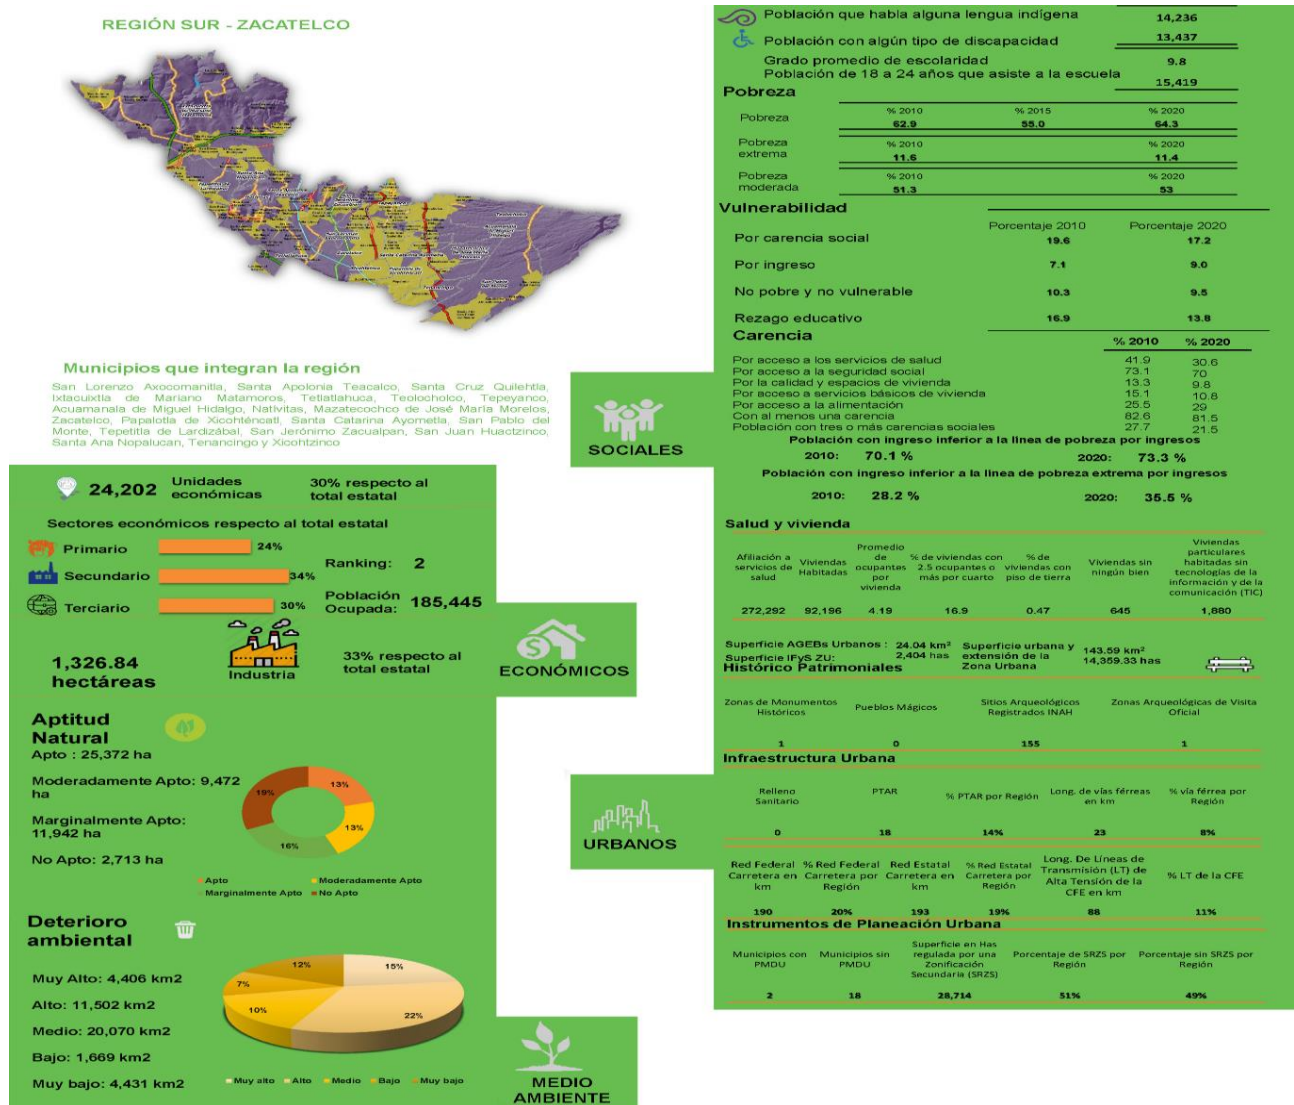 REGIÓN SUR - ZACATELCO
Municipios que integran la región
San Lorenzo Axocomanitla, Santa Apolonia Teacalco, Santa Cruz Quilehtla,
Ixtacuixtla de Mariano Matamoros, Tetlatlahuca, Teolocholco, Tepeyanco,
Acuamanala de Miguel Hidalgo, Nativitas, Mazatecochco de José María Morelos,
Zacatelco, Papalotla de Xicohténcatl, Santa Catarina Ayometla, San Pablo del
Monte, Tepetitla de Lardizábal, San Jerónimo Zacualpan, San Juan Huactzinco,
Santa Ana Nopalucan, Tenancingo y Xicohtzinco
24,202 Unidades económicas 30% respecto al total estatal
Sectores económicos respecto al total estatal
Primario 24%
Secundario 34%
Terciario 30%
Ranking: 2
Población Ocupada: 185,445
1,326.84 hectáreas
Industria
33% respecto al total estatal
ECONÓMICOS
Aptitud
Natural
Apto : 25,372 ha
Moderadamente Apto: 9,472
ha
Marginalmente Apto:
11,942 ha
No Apto: 2,713 ha
19% 13%
13%
16%
Apto Moderadamente Apto
Marginalmente Apto No Apto
Deterioro
ambiental
Muy Alto: 4,406 km2
Alto: 11,502 km2
Medio: 20,070 km2
Bajo: 1,669 km2
Muy bajo: 4,431 km2
12% 15%
7%
10% 22%
Muy alto Alto Medio Bajo Muy bajo
MEDIO
AMBIENTE
Población que habla alguna lengua indígena 14,236
Población con algún tipo de discapacidad 13,437
Grado promedio de escolaridad 9.8
Población de 18 a 24 años que asiste a la escuela 15,419
Pobreza
Pobreza % 2010 % 2015 % 2020
62.9 55.0 64.3
Pobreza extrema % 2010 % 2020
11.6 11.4
Pobreza moderada % 2010 % 2020
51.3 53
Vulnerabilidad
Porcentaje 2010 Porcentaje 2020
Por carencia social 19.6 17.2
Por ingreso 7.1 9.0
No pobre y no vulnerable 10.3 9.5
Rezago educativo 16.9 13.8
Carencia
% 2010 % 2020
Por acceso a los servicios de salud 41.9 30.6
Por acceso a la seguridad social 73.1 70
Por la calidad y espacios de vivienda 13.3 9.8
Por acceso a servicios básicos de vivienda 15.1 10.8
Por acceso a la alimentación 25.5 29
Con al menos una carencia 82.6 81.5
Población con tres o más carencias sociales 27.7 21.5
Población con ingreso inferior a la línea de pobreza por ingresos
2010: 70.1 % 2020: 73.3 %
Población con ingreso inferior a la línea de pobreza extrema por ingresos
2010: 28.2 % 2020: 35.5 %
SOCIALES
Salud y vivienda
Afiliación a servicios de salud
Viviendas Habitadas
Promedio de ocupantes por vivienda
% de viviendas con 2.5 ocupantes o más por cuarto
% de viviendas con piso de tierra
Viviendas sin ningún bien
Viviendas particulares habitadas sin tecnologías de la información y de la comunicación (TIC)
272,292 92,196 4.19 16.9 0.47 645 1,880
Superficie AGEBs Urbanos : 24.04 km²
Superficie IFyS ZU: 2,404 has
Superficie urbana y extensión de la Zona Urbana
143.59 km²
14,359.33 has
Histórico Patrimoniales
Zonas de Monumentos Históricos
Pueblos Mágicos
Sitios Arqueológicos Registrados INAH
Zonas Arqueológicas de Visita Oficial
1 0 155 1
Infraestructura Urbana
Relleno Sanitario
PTAR
% PTAR por Región
Long. de vías férreas en km
% vía férrea por Región
0 18 14% 23 8%
URBANOS
Red Federal Carretera en km
% Red Federal Carretera por Región
Red Estatal Carretera en km
% Red Estatal Carretera por Región
Long. De Líneas de Transmisión (LT) de Alta Tensión de la CFE en km
% LT de la CFE
190 20% 193 19% 88 11%
Instrumentos de Planeación Urbana
Municipios con PMDU
Municipios sin PMDU
Superficie en Has regulada por una Zonificación Secundaria (SRZS)
Porcentaje de SRZS por Región
Porcentaje sin SRZS por Región
2 18 28,714 51% 49%